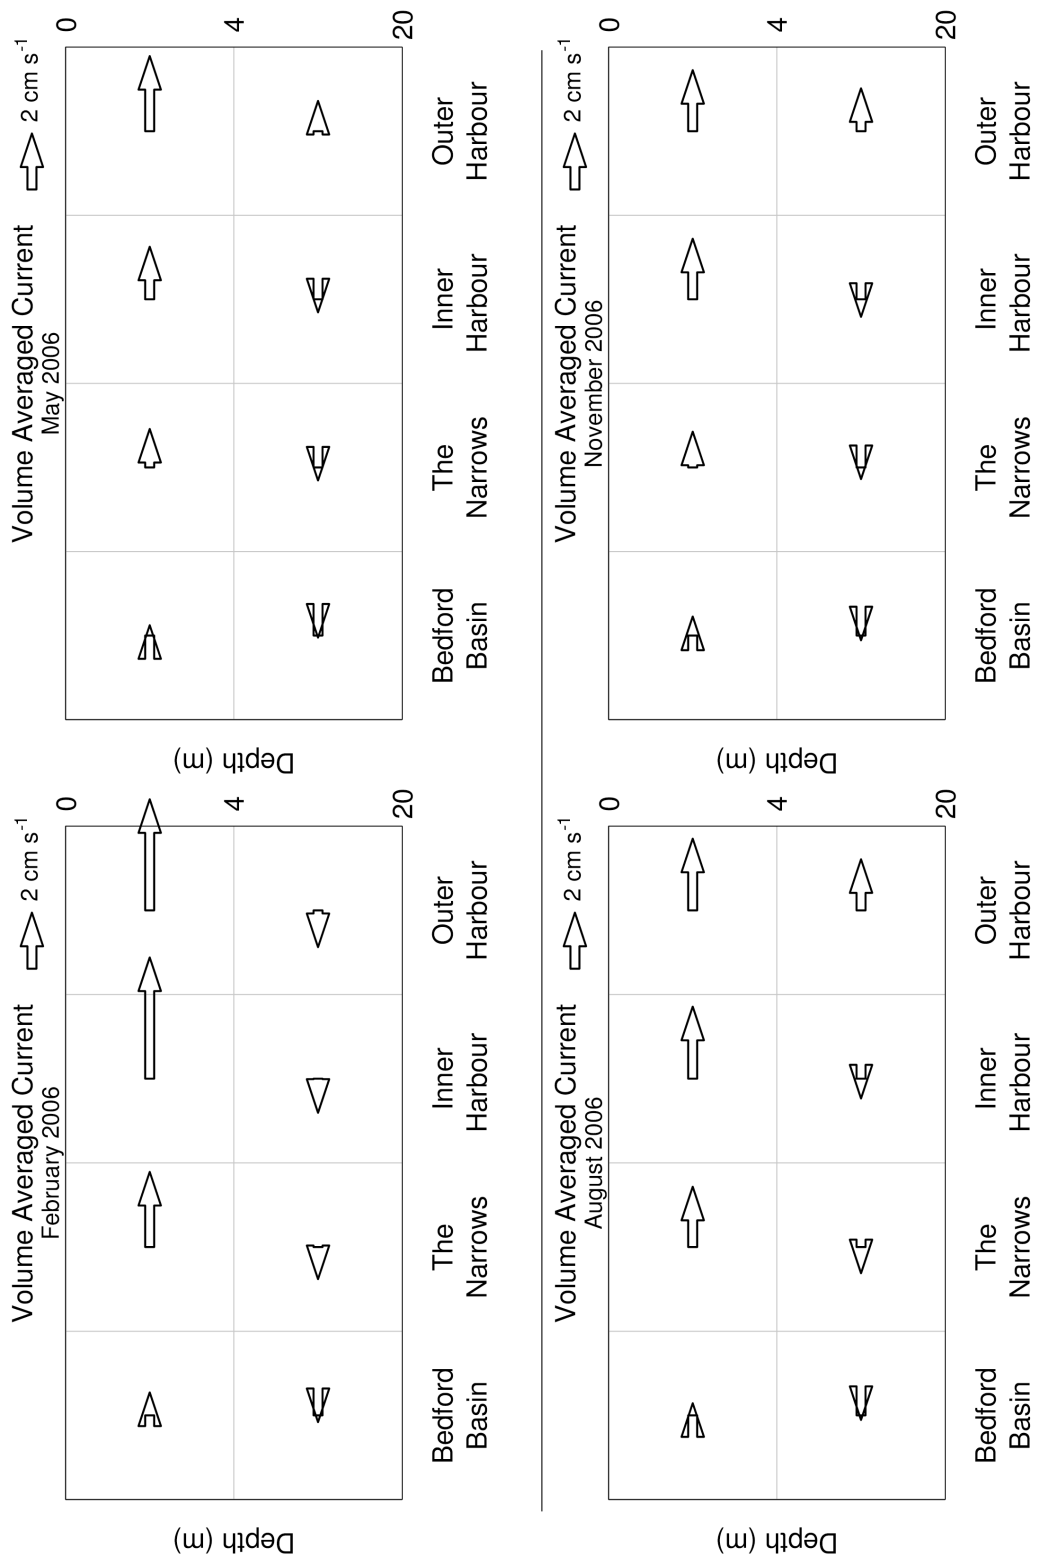 Volume Averaged Current
February 2006
2 cm s-1
0
4
20
Depth (m)
Bedford
Basin
The
Narrows
Inner
Harbour
Outer
Harbour
Volume Averaged Current
May 2006
2 cm s-1
0
4
20
Depth (m)
Bedford
Basin
The
Narrows
Inner
Harbour
Outer
Harbour
Volume Averaged Current
August 2006
2 cm s-1
0
4
20
Depth (m)
Bedford
Basin
The
Narrows
Inner
Harbour
Outer
Harbour
Volume Averaged Current
November 2006
2 cm s-1
0
4
20
Depth (m)
Bedford
Basin
The
Narrows
Inner
Harbour
Outer
Harbour